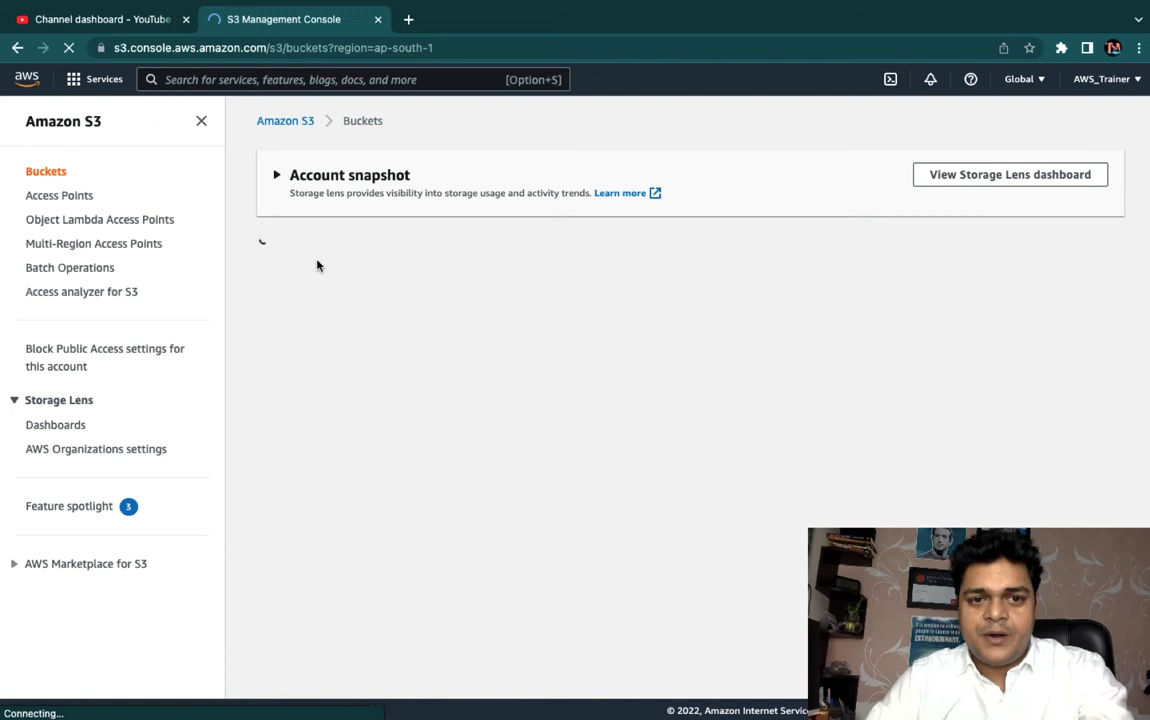 Channel dashboard - YouTube
S3 Management Console
s3.console.aws.amazon.com/s3/buckets?region=ap-south-1
aws
Services
Search for services, features, blogs, docs, and more
[Option+S]
Global
AWS_Trainer
Amazon S3
Buckets
Access Points
Object Lambda Access Points
Multi-Region Access Points
Batch Operations
Access analyzer for S3
Block Public Access settings for
this account
Storage Lens
Dashboards
AWS Organizations settings
Feature spotlight 3
AWS Marketplace for S3
Amazon S3
Buckets
Account snapshot
Storage lens provides visibility into storage usage and activity trends. Learn more
View Storage Lens dashboard
Connecting...
© 2022, Amazon Internet